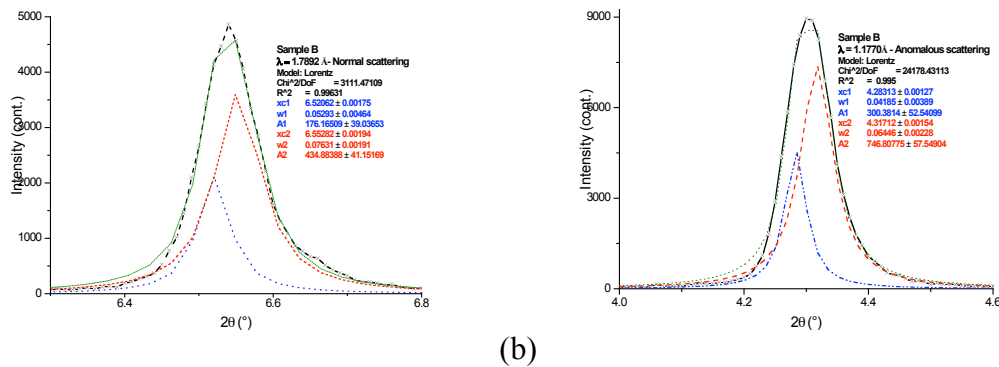 5000
4000
3000
2000
1000
0
Intensity (cont.)
Sample B
λ = 1.7892 Å - Normal scattering
Model: Lorentz
Chi^2/DoF = 3111.47109
R^2 = 0.99631
xc1 6.52062 ± 0.00175
w1 0.05293 ± 0.00464
A1 176.16509 ± 39.03653
xc2 6.55282 ± 0.00194
w2 0.07631 ± 0.00191
A2 434.88388 ± 41.15169
6.4 6.6 6.8
2θ (°)
9000
6000
3000
0
Intensity (cont.)
Sample B
λ = 1.1770Å - Anomalous scattering
Model: Lorentz
Chi^2/DoF = 24178.43113
R^2 = 0.995
xc1 4.28313 ± 0.00127
w1 0.04185 ± 0.00389
A1 300.3814 ± 52.54099
xc2 4.31712 ± 0.00154
w2 0.06446 ± 0.00228
A2 746.80775 ± 57.54904
4.0 4.2 4.4 4.6
2θ (°)
(b)